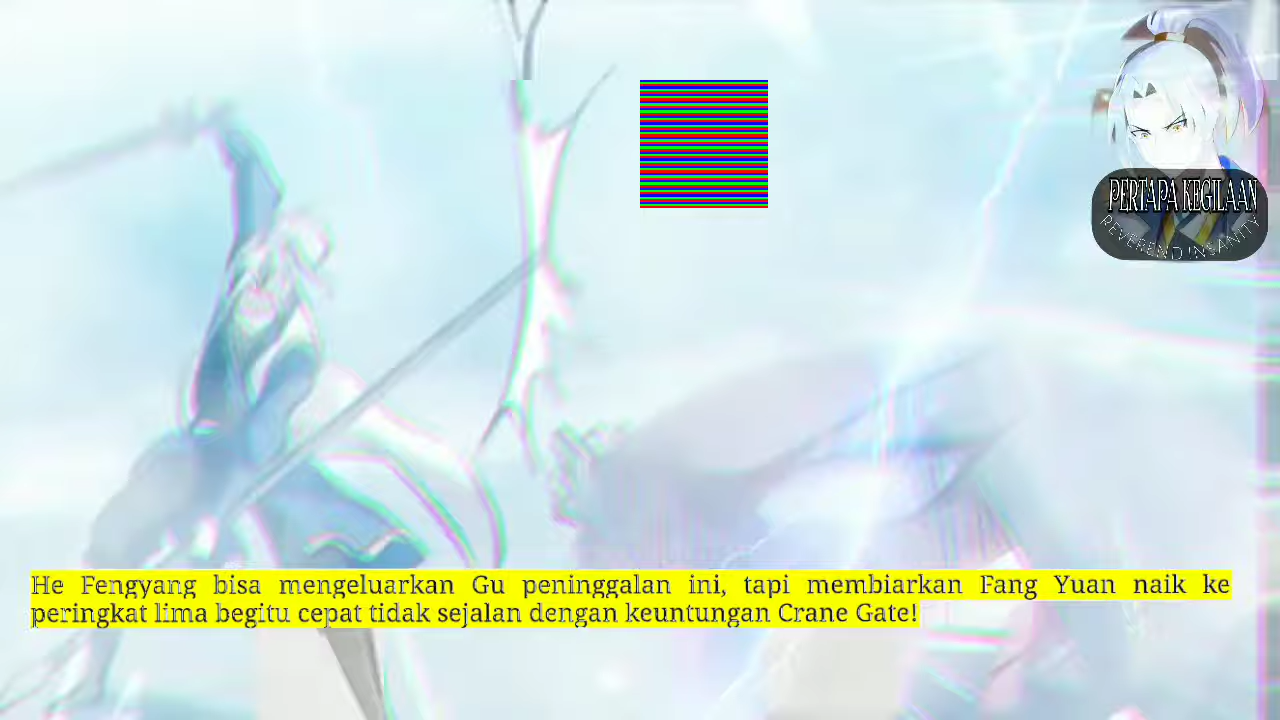 PERTAPA KEGILAAN
REVEREND INSANITY
He Fengyang bisa mengeluarkan Gu peninggalan ini, tapi membiarkan Fang Yuan naik ke
peringkat lima begitu cepat tidak sejalan dengan keuntungan Crane Gate!